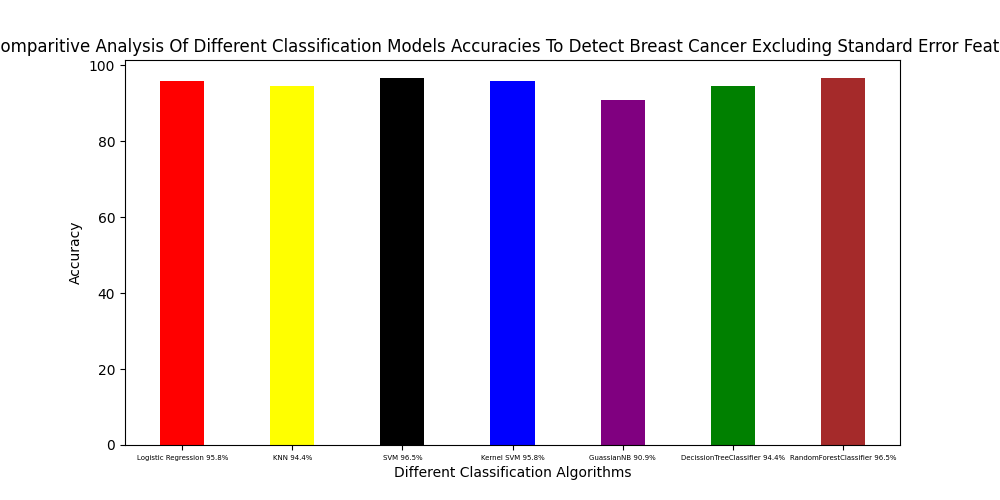 omparitive Analysis Of Different Classification Models Accuracies To Detect Breast Cancer Excluding Standard Error Feat
100
80
60
40
20
0
Accuracy
Logistic Regression 95.8% KNN 94.4% SVM 96.5% Kernel SVM 95.8% GuassianNB 90.9% DecissionTreeClassifier 94.4% RandomForestClassifier 96.5%
Different Classification Algorithms